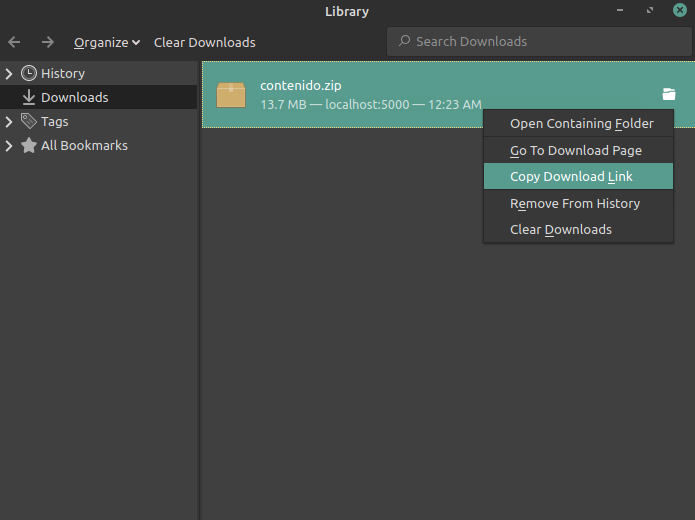 Library
Organize
Clear Downloads
Search Downloads
History
Downloads
Tags
All Bookmarks
contenido.zip
13.7 MB — localhost:5000 — 12:23 AM
Open Containing Folder
Go To Download Page
Copy Download Link
Remove From History
Clear Downloads